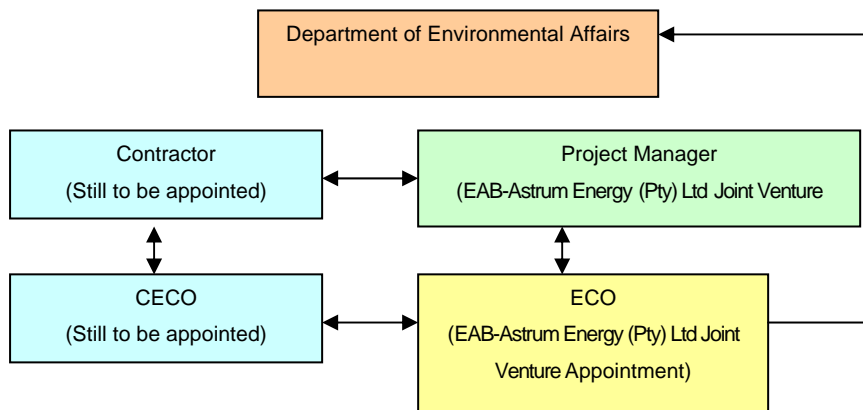 Department of Environmental Affairs
Contractor
(Still to be appointed)
Project Manager
(EAB-Astrum Energy (Pty) Ltd Joint Venture
CECO
(Still to be appointed)
ECO
(EAB-Astrum Energy (Pty) Ltd Joint
Venture Appointment)